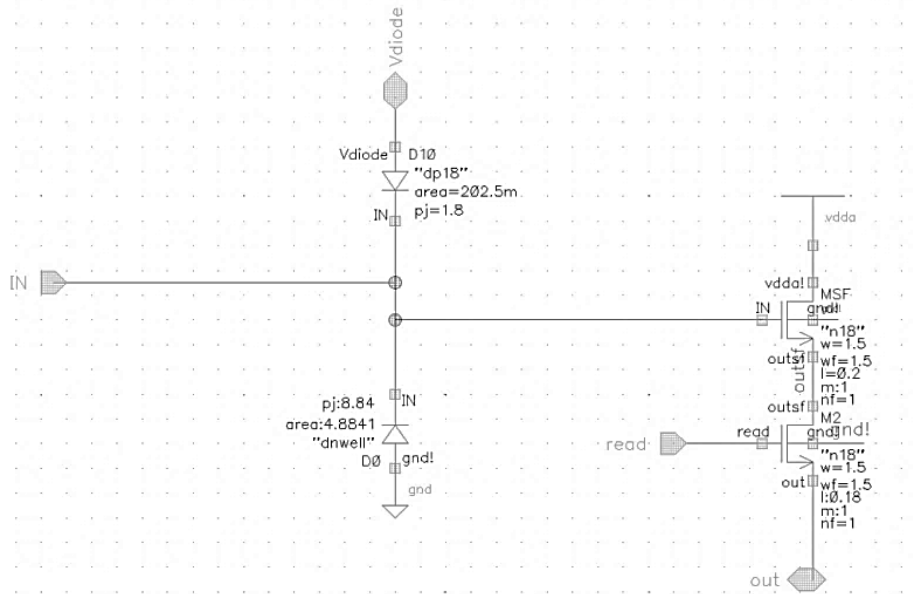 Vdiode
Vdiode D10
"dp18"
area=202.5m
IN pj=1.8
vdda
IN
vdda!
MSF
IN gnd!
"n18"
w=1.5
outsf wf=1.5
l=0.2
outsf
m:1
outsf nf=1
pj:8.84 IN
area:4.8841
"dnwell"
D0 gnd!
gnd
M2
read read gnd! gnd!
"n18"
w=1.5
out wf=1.5
l:0.18
m:1
nf=1
out